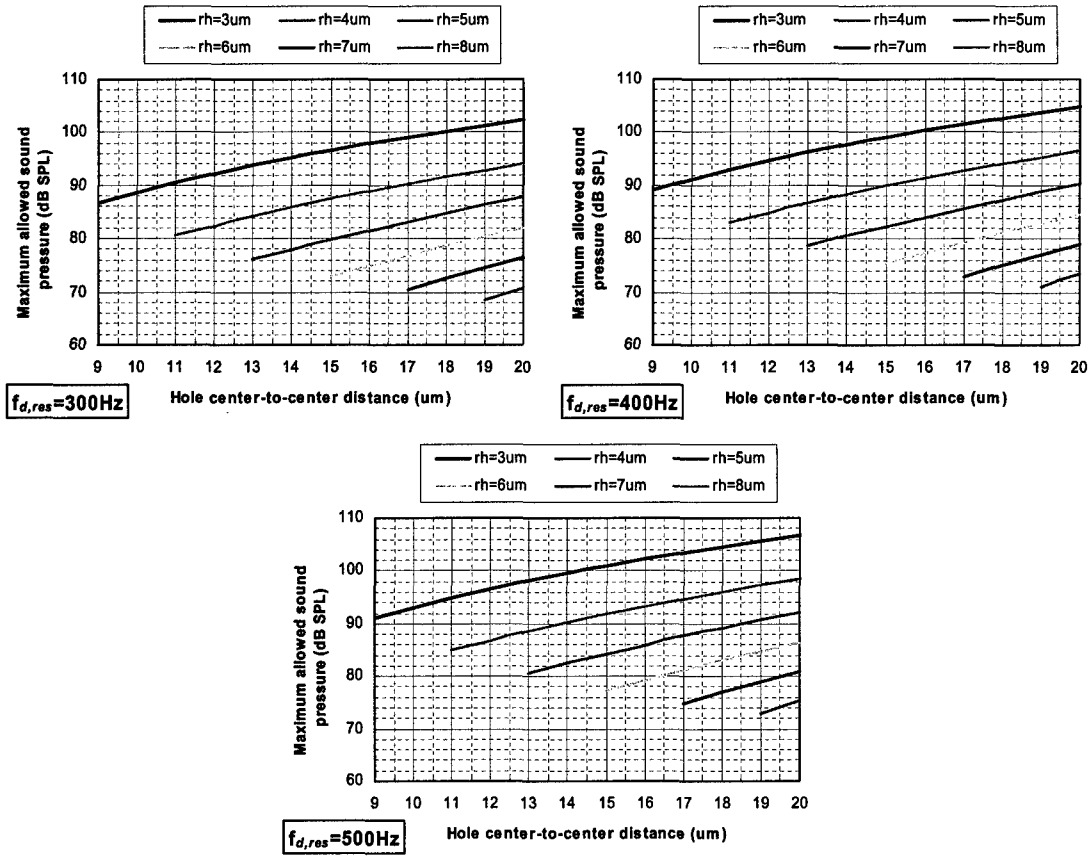 rh=3um rh=4um rh=5um
rh=6um rh=7um rh=8um
Maximum allowed sound
pressure (dB SPL)
110
100
90
80
70
60
9 10 11 12 13 14 15 16 17 18 19 20
Hole center-to-center distance (um)
fd,res=300Hz
rh=3um rh=4um rh=5um
rh=6um rh=7um rh=8um
Maximum allowed sound
pressure (dB SPL)
110
100
90
80
70
60
9 10 11 12 13 14 15 16 17 18 19 20
Hole center-to-center distance (um)
fd,res=400Hz
rh=3um rh=4um rh=5um
rh=6um rh=7um rh=8um
Maximum allowed sound
pressure (dB SPL)
110
100
90
80
70
60
9 10 11 12 13 14 15 16 17 18 19 20
Hole center-to-center distance (um)
fd,res=500Hz